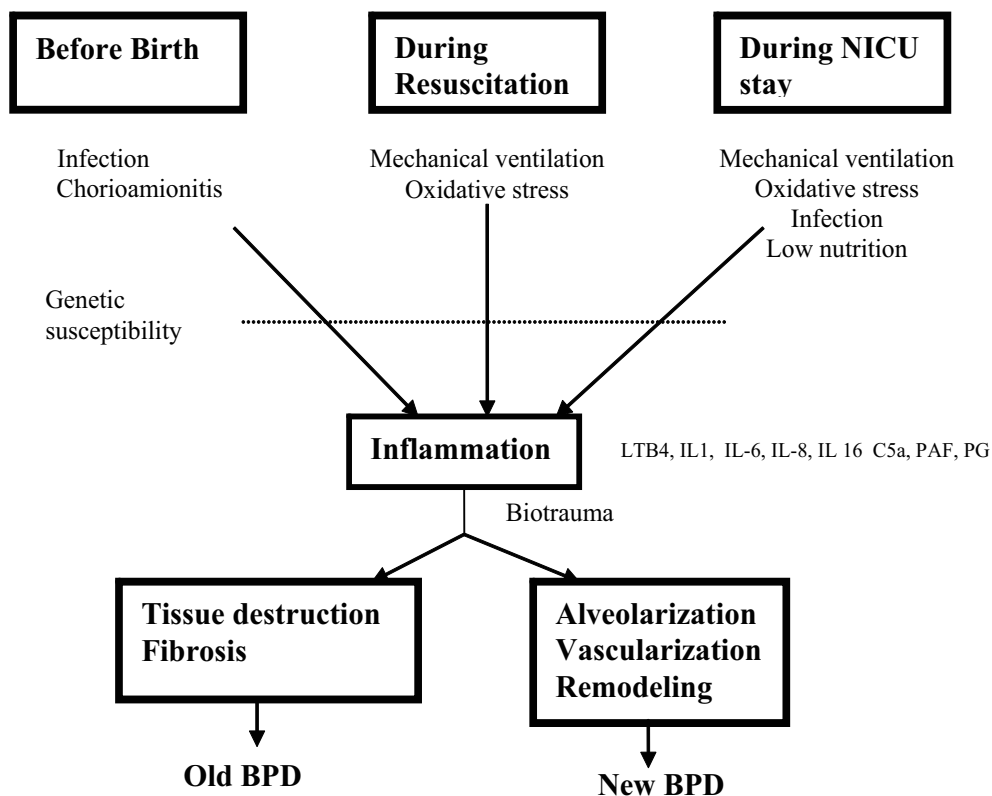 Before Birth
During
Resuscitation
During NICU
stay
Infection
Chorioamionitis
Mechanical ventilation
Oxidative stress
Mechanical ventilation
Oxidative stress
Infection
Low nutrition
Genetic
susceptibility
Inflammation
LTB4, IL1, IL-6, IL-8, IL 16 C5a, PAF, PG
Biotrauma
Tissue destruction
Fibrosis
Alveolarization
Vascularization
Remodeling
Old BPD
New BPD